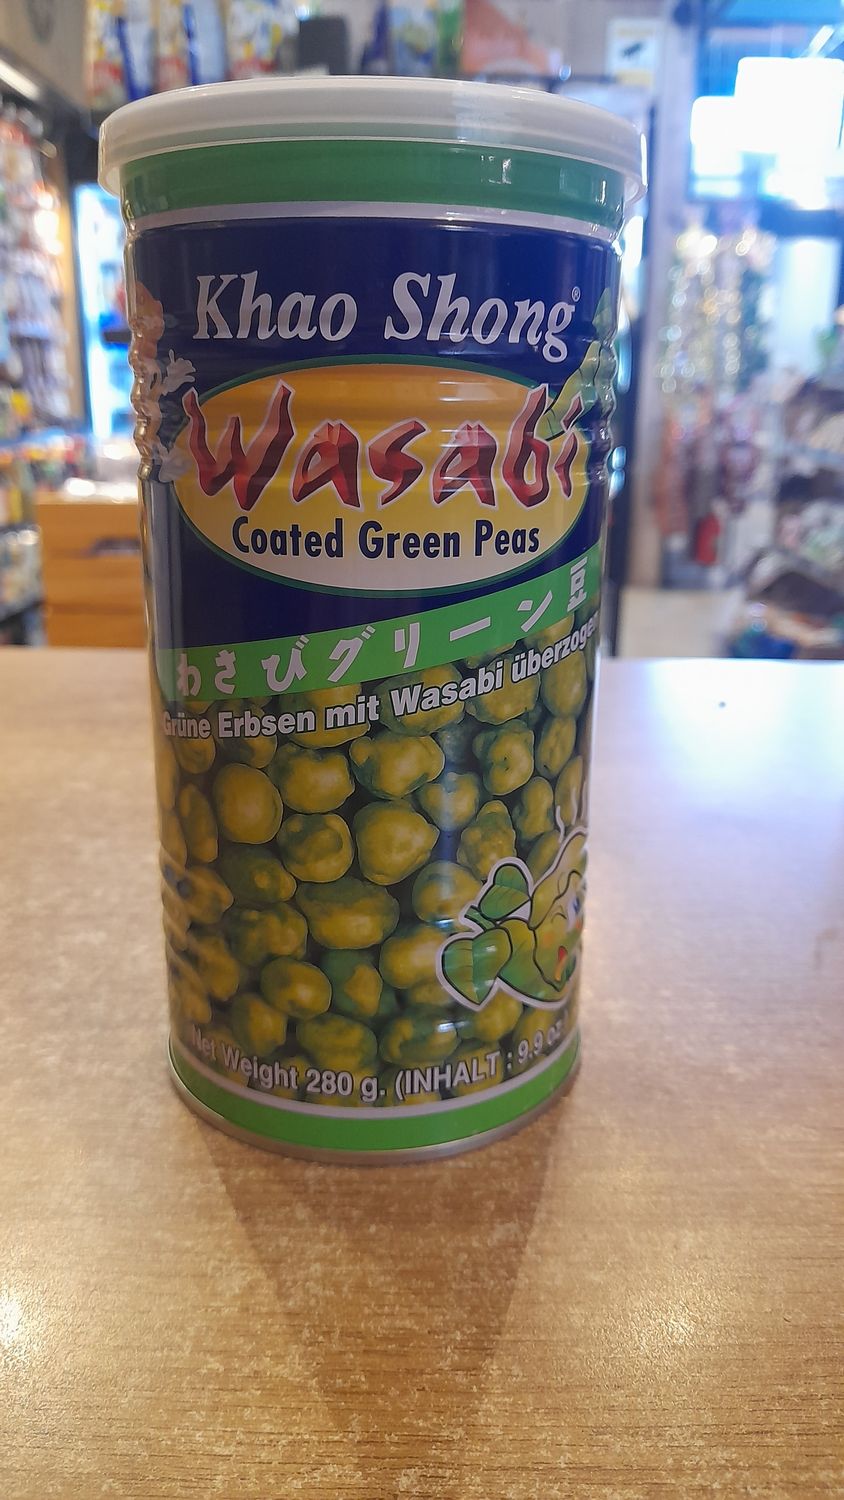 Khao Shong®
Wasabi
Coated Green Peas
わさびグリーン豆
Grüne Erbsen mit Wasabi überzogen
Net Weight 280 g. (INHALT : 9.9 oz.)